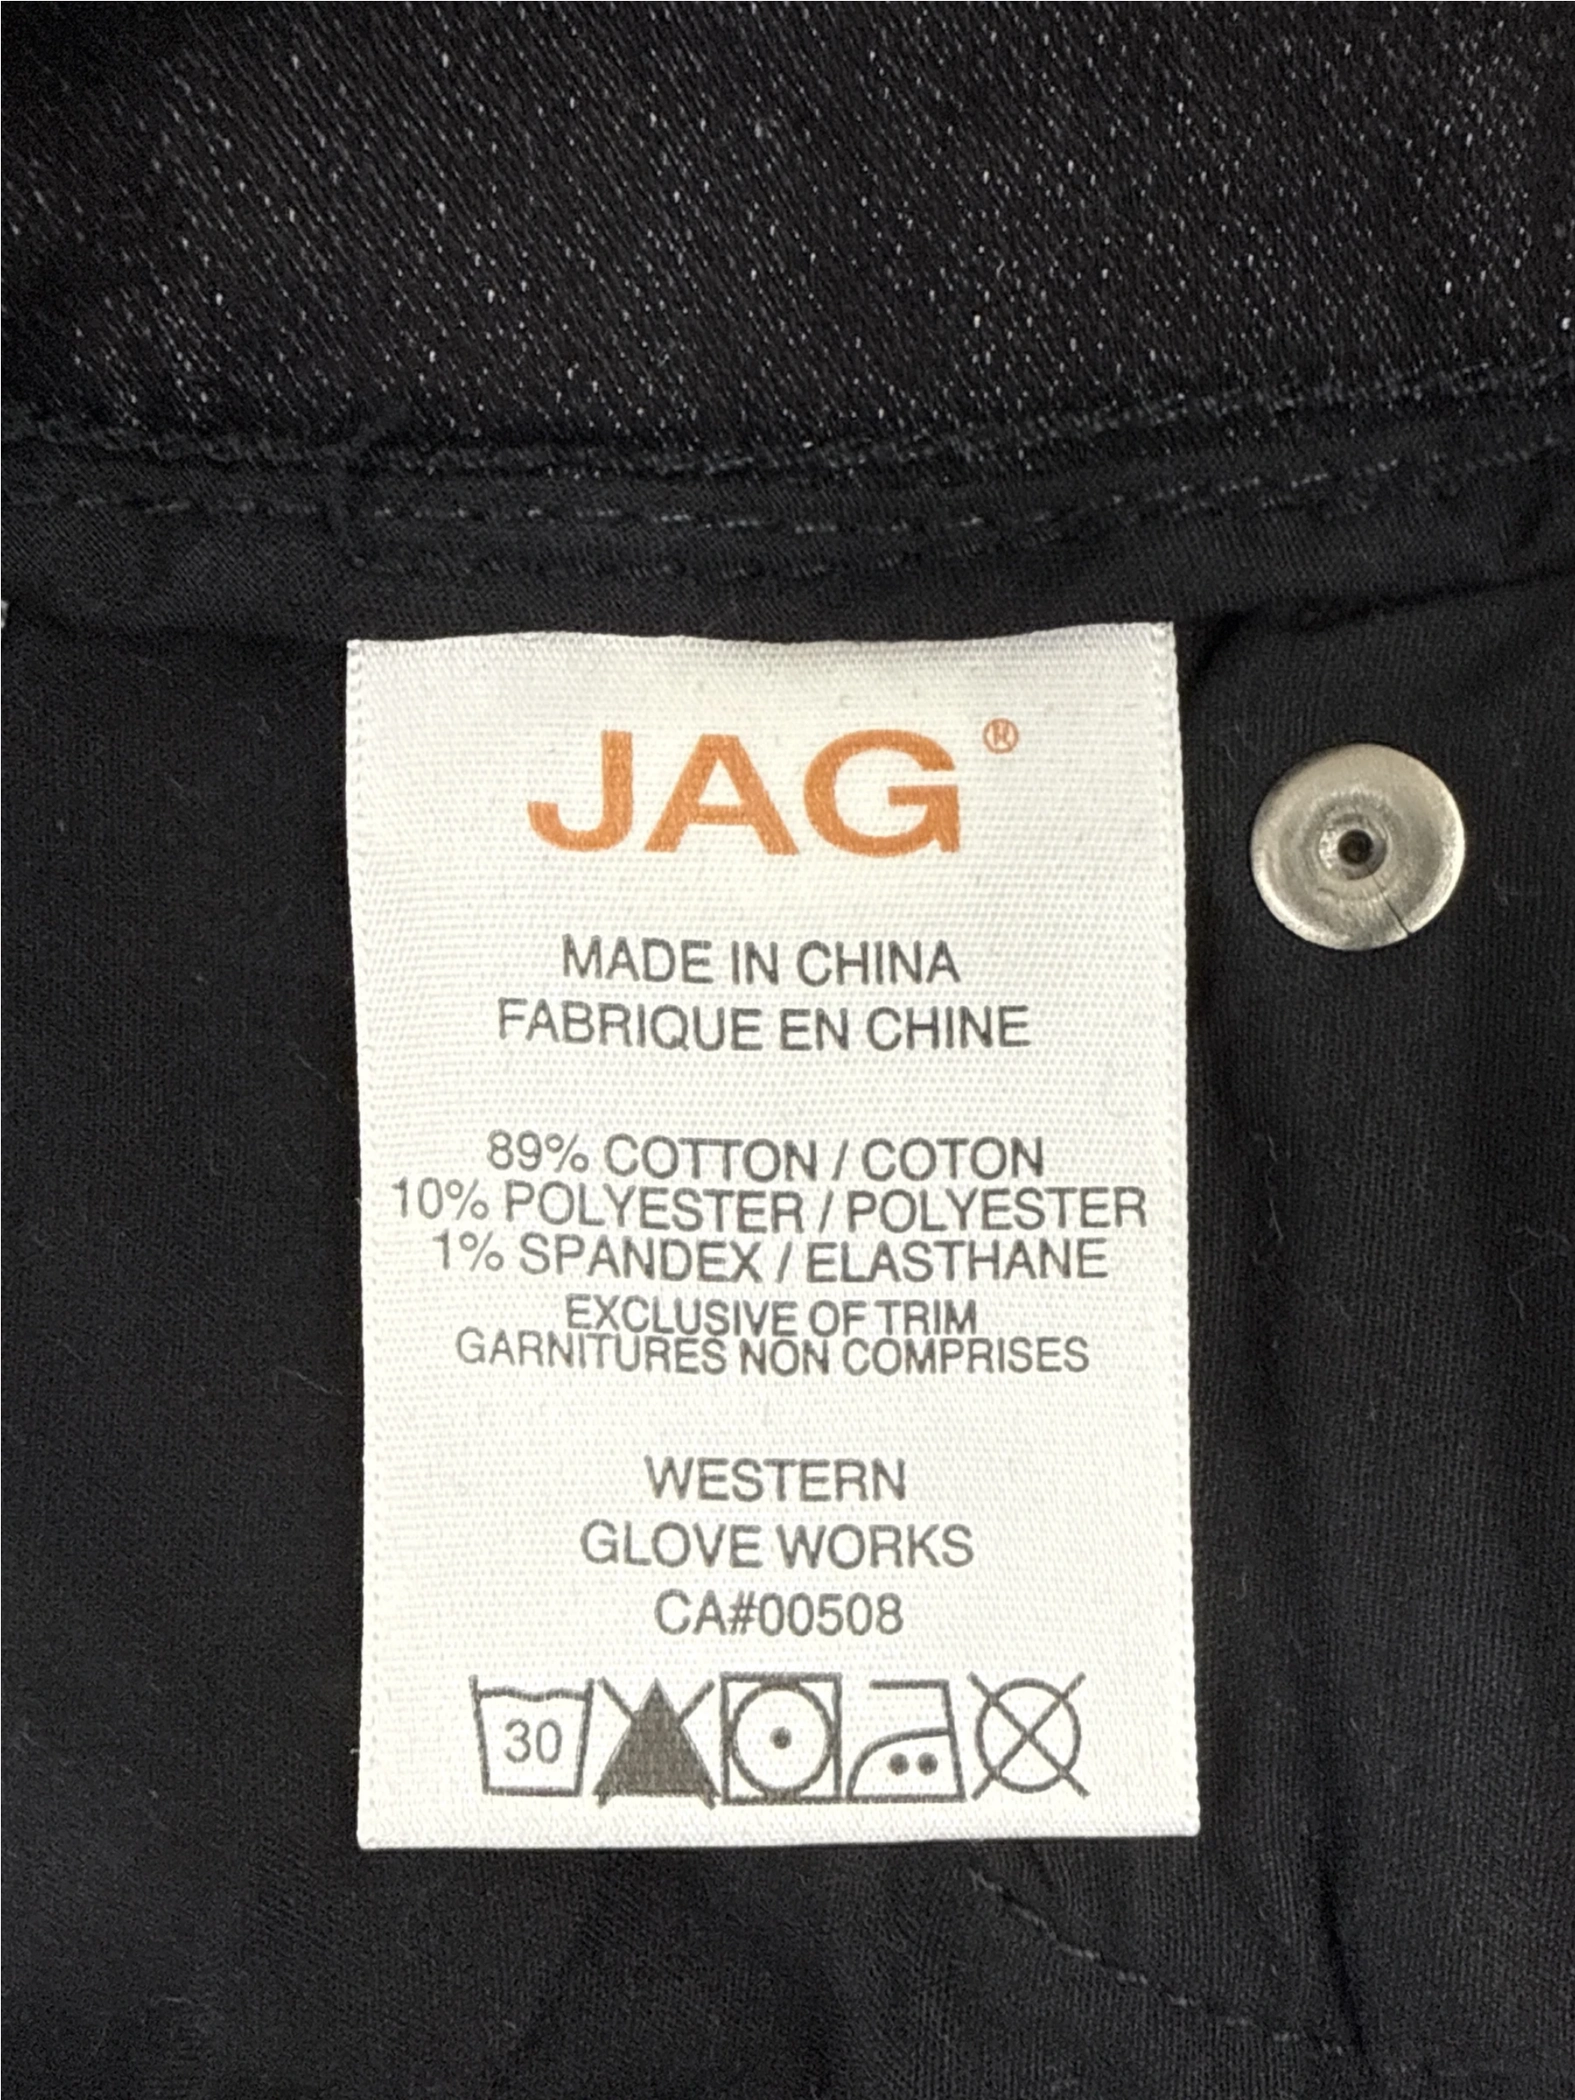 JAG®
MADE IN CHINA
FABRIQUE EN CHINE
89% COTTON / COTON
10% POLYESTER / POLYESTER
1% SPANDEX / ELASTHANE
EXCLUSIVE OF TRIM
GARNITURES NON COMPRISES
WESTERN
GLOVE WORKS
CA#00508
30